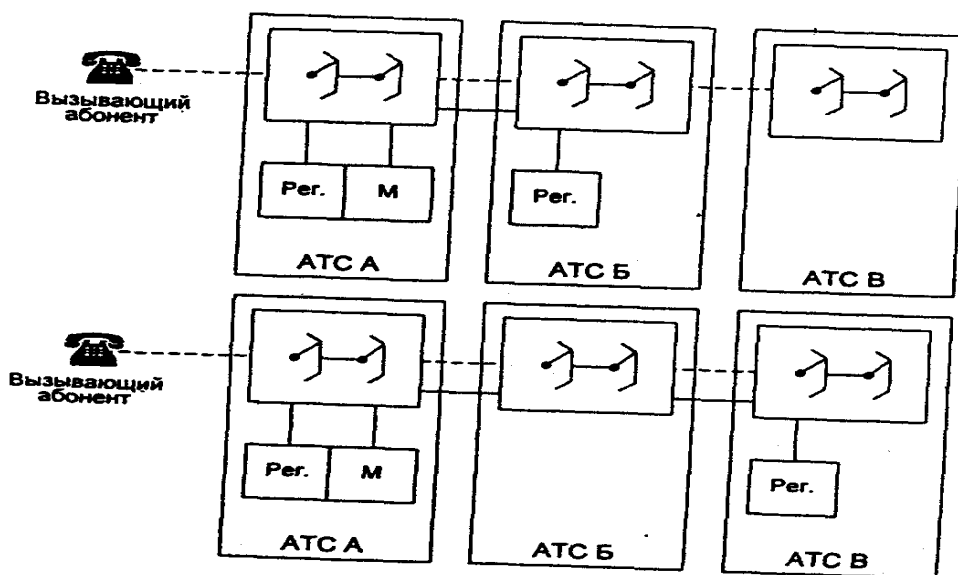 Вызывающий
абонент
Рег.
М
Рег.
АТС А
АТС Б
АТС В
Вызывающий
абонент
Рег.
М
Рег.
АТС А
АТС Б
АТС В